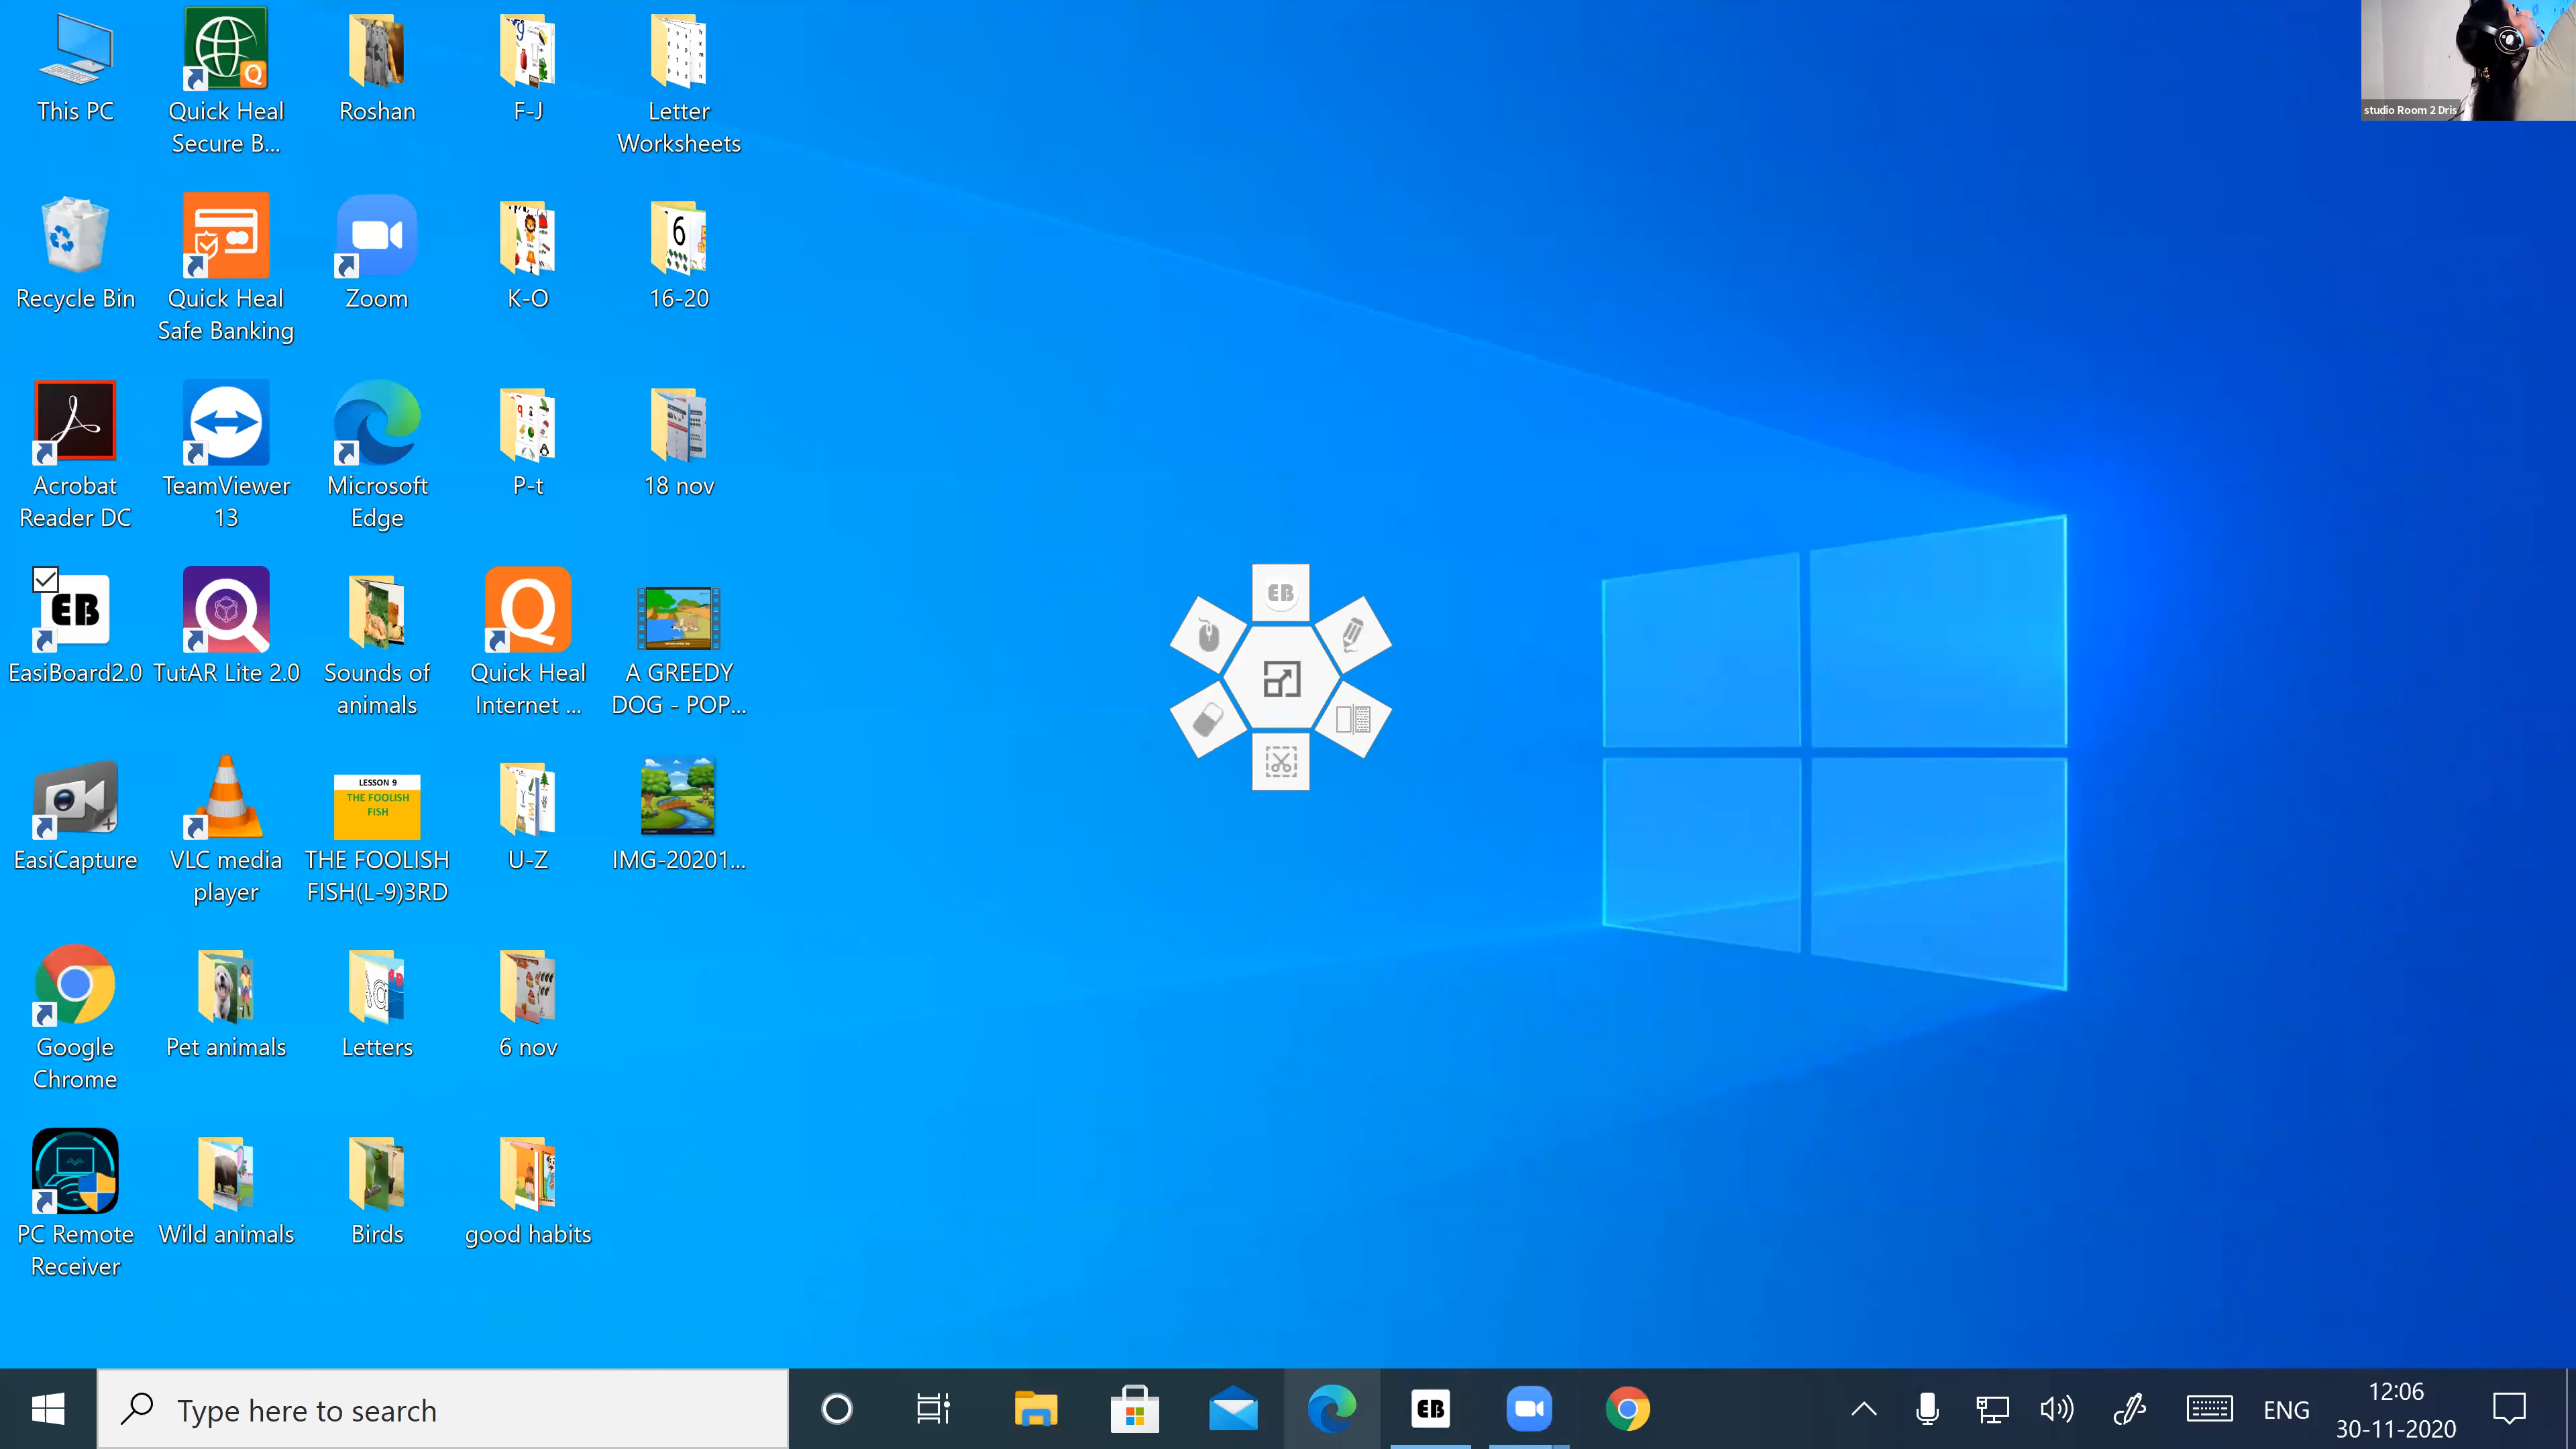 This PC
Quick Heal
Secure B...
Roshan
F-J
Letter
Worksheets
studio Room 2 Dris
Recycle Bin
Quick Heal
Safe Banking
Zoom
K-O
6
16-20
Acrobat
Reader DC
TeamViewer
13
Microsoft
Edge
P-t
18 nov
EB
EasiBoard2.0
TutAR Lite 2.0
Sounds of
animals
Quick Heal
Internet ...
A GREEDY
DOG - POP...
EB
EasiCapture
VLC media
player
LESSON 9
THE FOOLISH
FISH
THE FOOLISH
FISH(L-9)3RD
U-Z
IMG-20201...
Google
Chrome
Pet animals
Letters
6 nov
PC Remote
Receiver
Wild animals
Birds
good habits
Type here to search
EB
ENG
12:06
30-11-2020